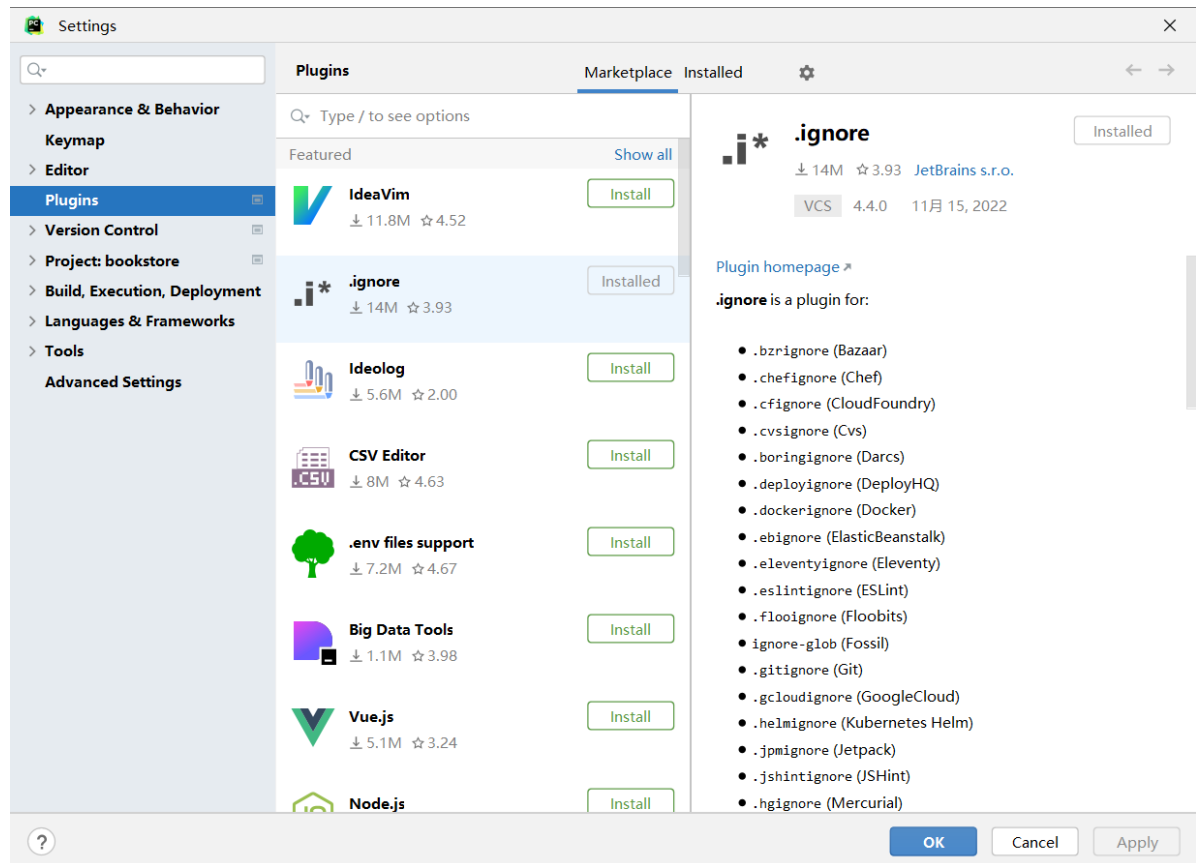 PC Settings
Plugins
Marketplace Installed
Appearance & Behavior
Keymap
Editor
Plugins
Version Control
Project: bookstore
Build, Execution, Deployment
Languages & Frameworks
Tools
Advanced Settings
Type / to see options
Featured Show all
IdeaVim Install
11.8M 4.52
.ignore Installed
14M 3.93
Ideolog Install
5.6M 2.00
CSV Editor Install
.CSV
8M 4.63
.env files support Install
7.2M 4.67
Big Data Tools Install
1.1M 3.98
Vue.js Install
5.1M 3.24
Node.js Install
.i* .ignore Installed
14M 3.93 JetBrains s.r.o.
VCS 4.4.0 11月 15, 2022
Plugin homepage
.ignore is a plugin for:
.bzrignore (Bazaar)
.chefignore (Chef)
.cfignore (CloudFoundry)
.cvsignore (Cvs)
.boringignore (Darcs)
.deployignore (DeployHQ)
.dockerignore (Docker)
.ebignore (ElasticBeanstalk)
.eleventyignore (Eleventy)
.eslintignore (ESLint)
.flooignore (Floobits)
ignore-glob (Fossil)
.gitignore (Git)
.gcloudignore (GoogleCloud)
.helmignore (Kubernetes Helm)
.jpmignore (Jetpack)
.jshintignore (JSHint)
.hgignore (Mercurial)
? OK Cancel Apply